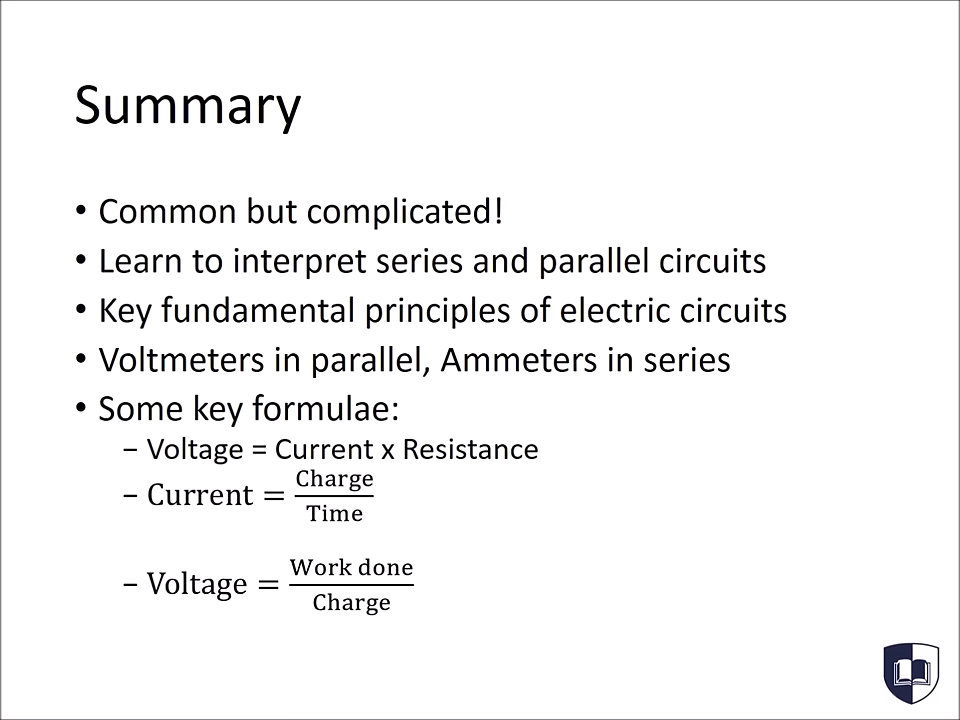 Summary
• Common but complicated!
• Learn to interpret series and parallel circuits
• Key fundamental principles of electric circuits
• Voltmeters in parallel, Ammeters in series
• Some key formulae:
– Voltage = Current x Resistance
– Current = Charge / Time
– Voltage = Work done / Charge